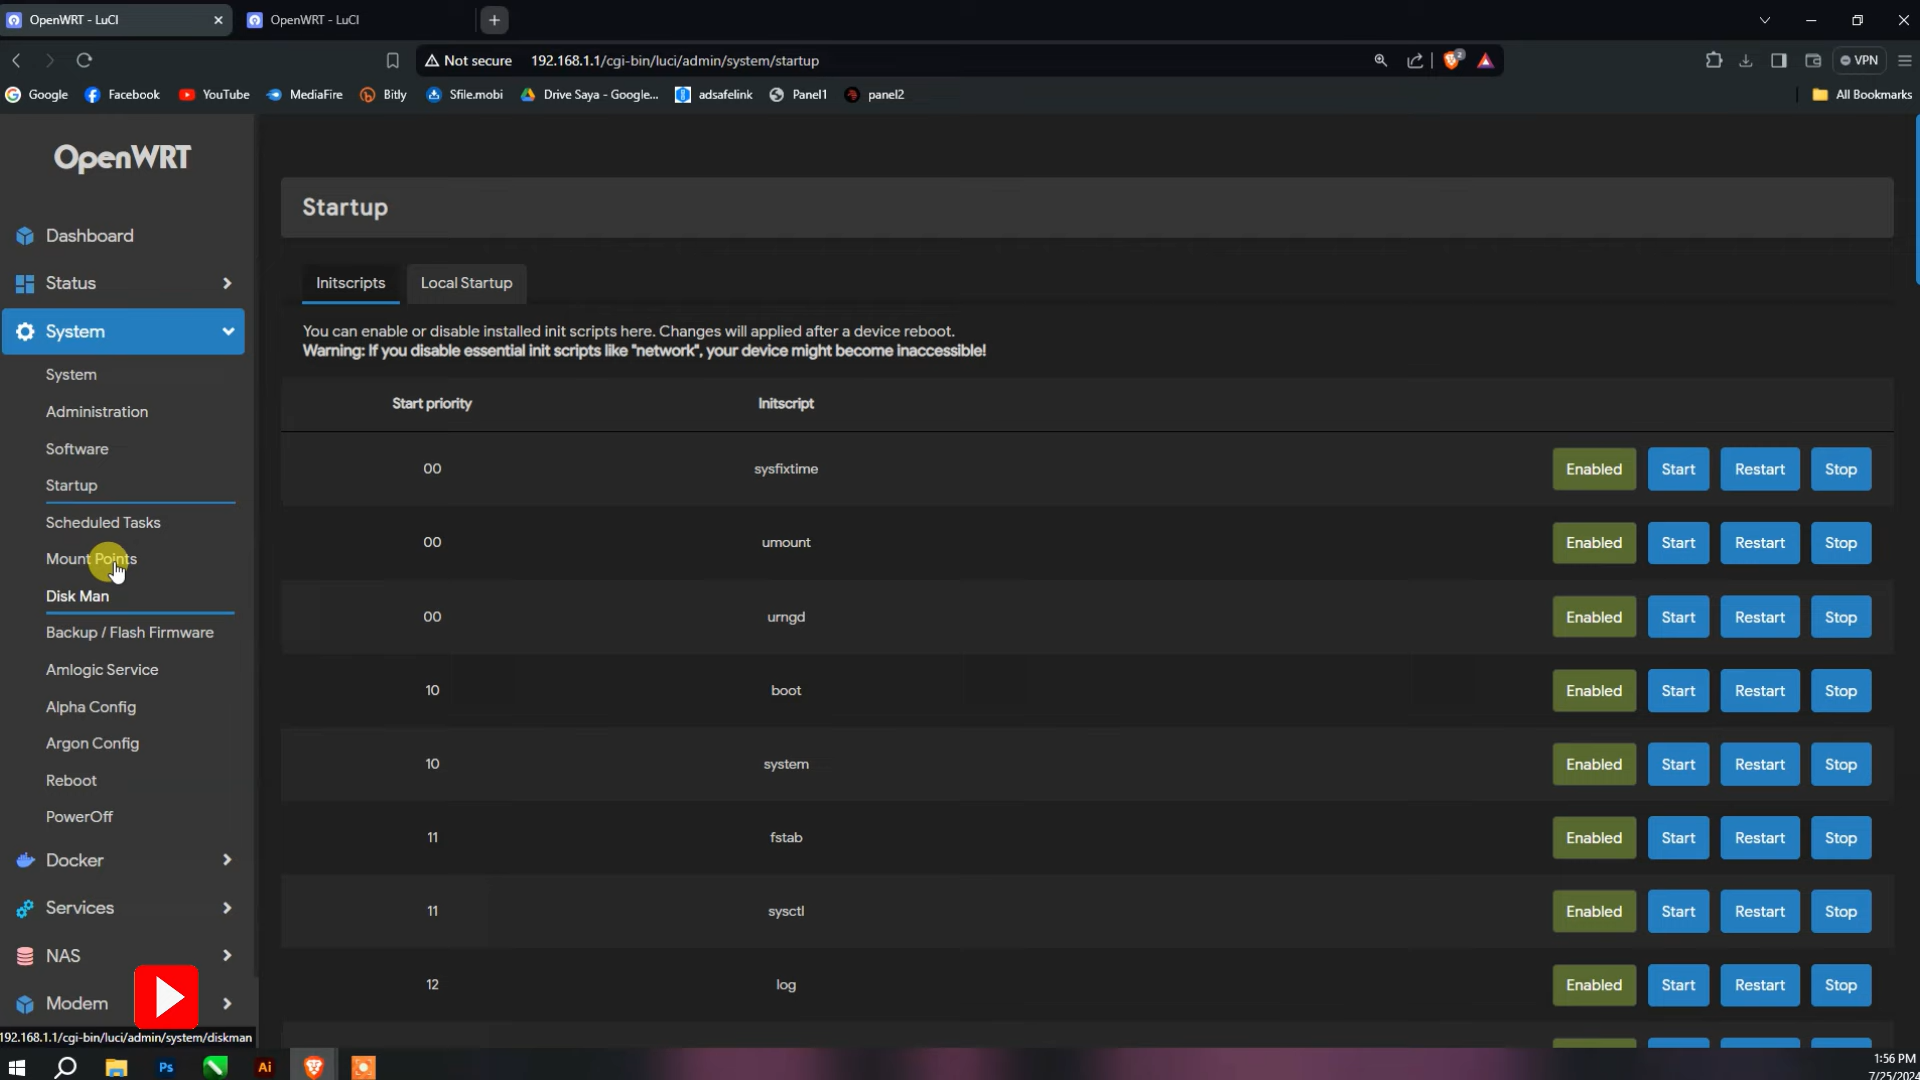 OpenWRT - LuCI
OpenWRT - LuCI
Not secure 192.168.1.1/cgi-bin/luci/admin/system/startup
2
VPN
Google
Facebook
YouTube
MediaFire
Bitly
Sfile.mobi
Drive Saya - Google...
adsafelink
Panel1
panel2
All Bookmarks
OpenWRT
Dashboard
Status
System
System
Administration
Software
Startup
Scheduled Tasks
Mount Points
Disk Man
Backup / Flash Firmware
Amlogic Service
Alpha Config
Argon Config
Reboot
PowerOff
Docker
Services
NAS
Modem
Startup
Initscripts Local Startup
You can enable or disable installed init scripts here. Changes will applied after a device reboot.
Warning: If you disable essential init scripts like "network", your device might become inaccessible!
Start priority Initscript
00 sysfixtime Enabled Start Restart Stop
00 umount Enabled Start Restart Stop
00 urngd Enabled Start Restart Stop
10 boot Enabled Start Restart Stop
10 system Enabled Start Restart Stop
11 fstab Enabled Start Restart Stop
11 sysctl Enabled Start Restart Stop
12 log Enabled Start Restart Stop
192.168.1.1/cgi-bin/luci/admin/system/diskman
Ps
Ai
1:56 PM
7/25/2024